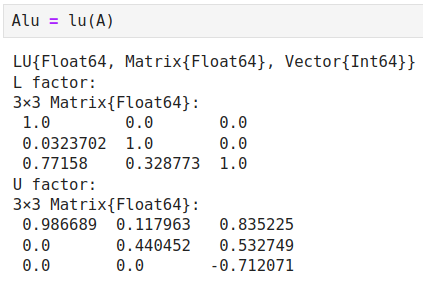 Alu = lu(A)
LU{Float64, Matrix{Float64}, Vector{Int64}}
L factor:
3×3 Matrix{Float64}:
 1.0        0.0       0.0
 0.0323702  1.0       0.0
 0.77158    0.328773  1.0
U factor:
3×3 Matrix{Float64}:
 0.986689  0.117963   0.835225
 0.0       0.440452   0.532749
 0.0       0.0       -0.712071